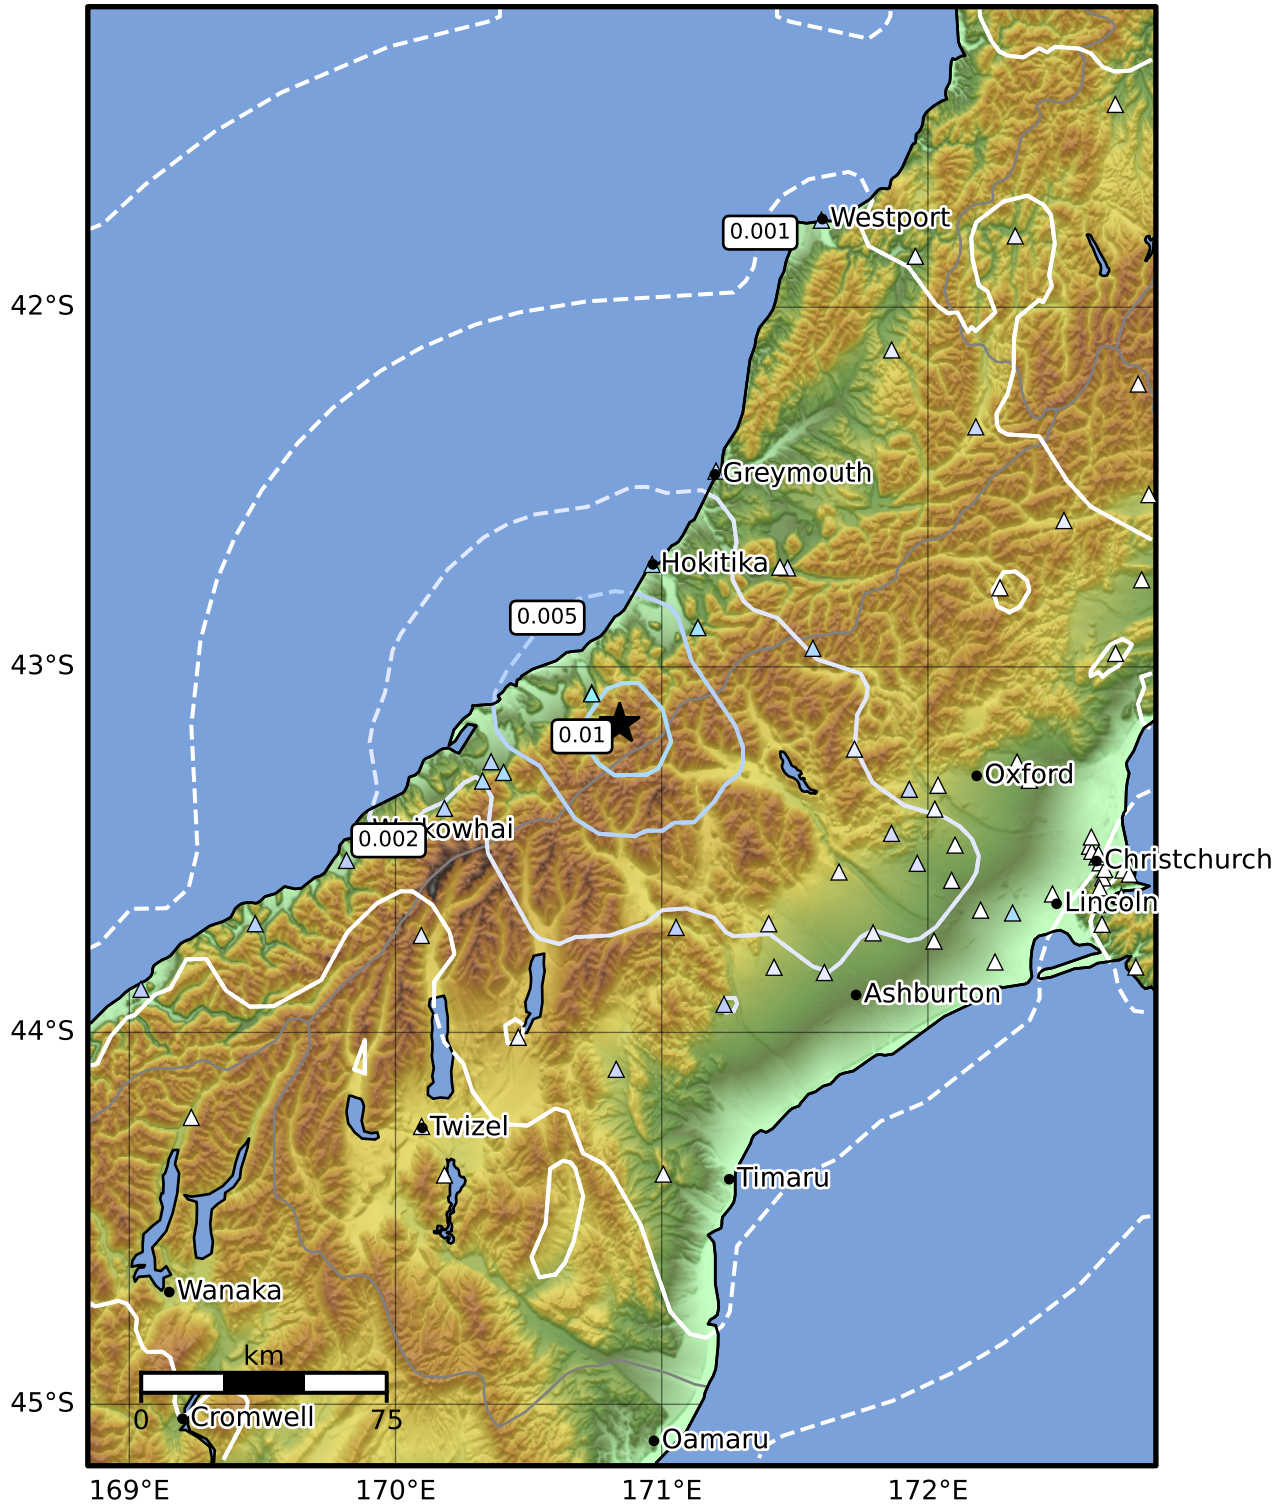 Westport
0.001
42°S
Greymouth
Hokitika
0.005
43°S
0.01
Oxford
0.002
Christchurch
Lincoln
Ashburton
44°S
Twizel
Timaru
Wanaka
km
0 75
45°S
Cromwell
Oamaru
169°E 170°E 171°E 172°E